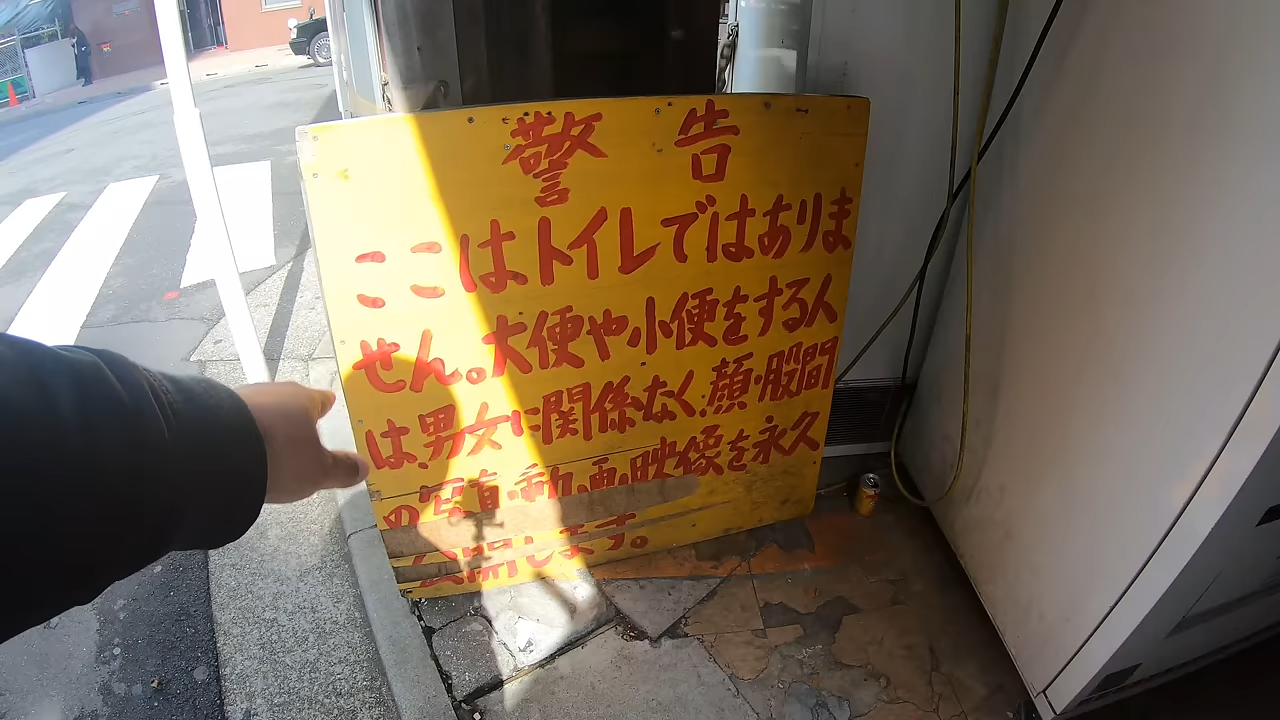 警告
ここはトイレではありま
せん。大便や小便をする人
は、男女に関係なく、顔・股間
の写真・動画・映像を永久
公開します。